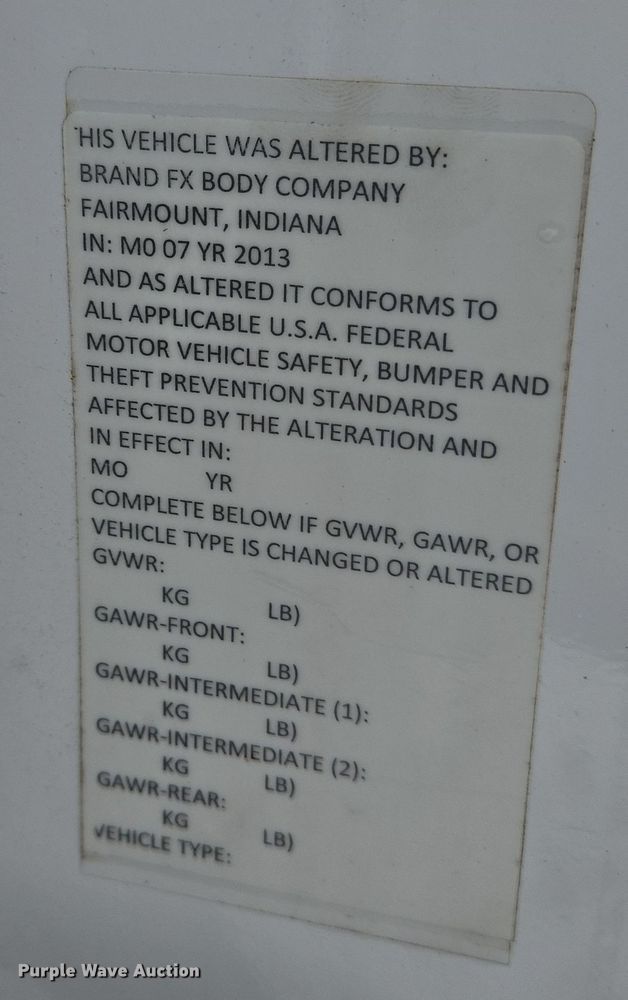 THIS VEHICLE WAS ALTERED BY:
BRAND FX BODY COMPANY
FAIRMOUNT, INDIANA
IN: M0 07 YR 2013
AND AS ALTERED IT CONFORMS TO
ALL APPLICABLE U.S.A. FEDERAL
MOTOR VEHICLE SAFETY, BUMPER AND
THEFT PREVENTION STANDARDS
AFFECTED BY THE ALTERATION AND
IN EFFECT IN:
MO YR
COMPLETE BELOW IF GVWR, GAWR, OR
VEHICLE TYPE IS CHANGED OR ALTERED
GVWR:
KG LB)
GAWR-FRONT:
KG LB)
GAWR-INTERMEDIATE (1):
KG LB)
GAWR-INTERMEDIATE (2):
KG LB)
GAWR-REAR:
KG LB)
VEHICLE TYPE:
Purple Wave Auction